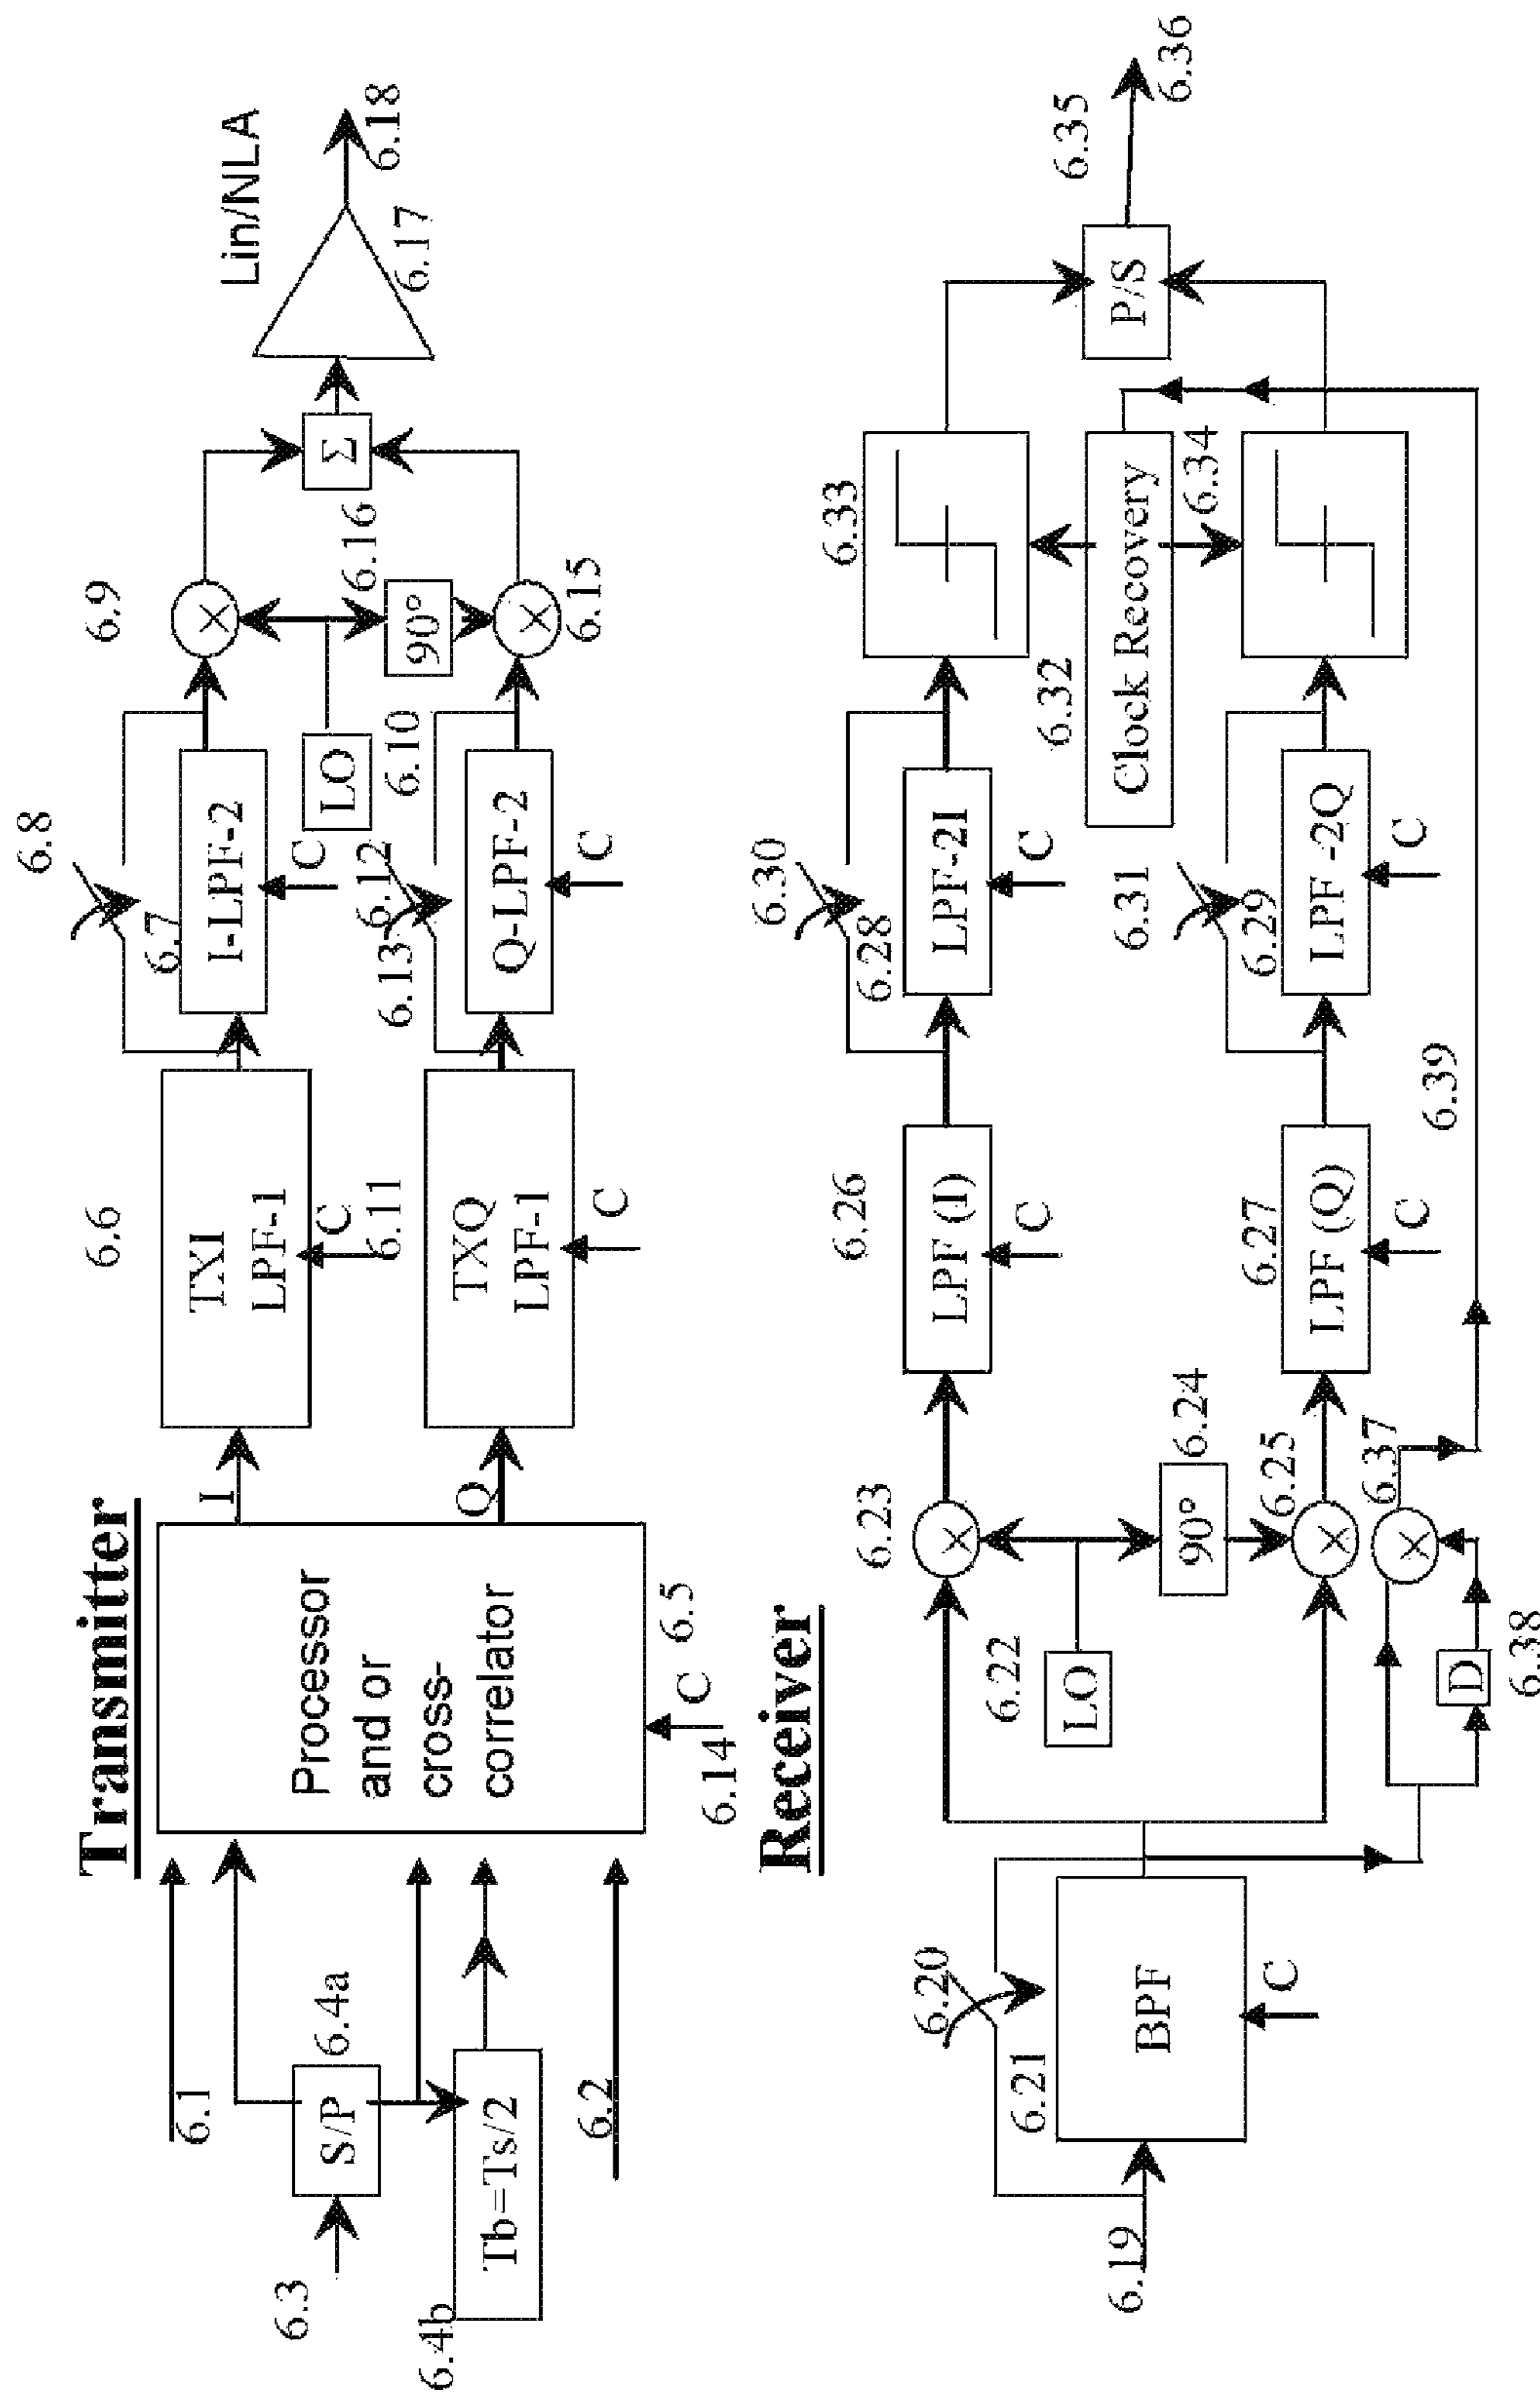 Transmitter
6.1
6.3
S/P
6.4a
6.4b
Tb=Ts/2
6.2
Processor
and or
cross-
correlator
6.5
C
6.14
I
Q
6.6
TXI
LPF-1
C
6.11
TXQ
LPF-1
C
6.8
6.7
I-LPF-2
C
6.12
6.13
Q-LPF-2
C
LO
6.10
6.9
6.16
90°
6.15
Σ
Lin/NLA
6.17
6.18
Receiver
6.19
6.20
6.21
BPF
C
6.22
LO
6.23
90°
6.24
6.25
6.37
D
6.38
6.26
LPF (I)
C
6.27
LPF (Q)
C
6.39
6.30
6.28
LPF-2I
C
6.31
6.29
LPF -2Q
C
6.32
Clock Recovery
6.33
6.34
P/S
6.35
6.36